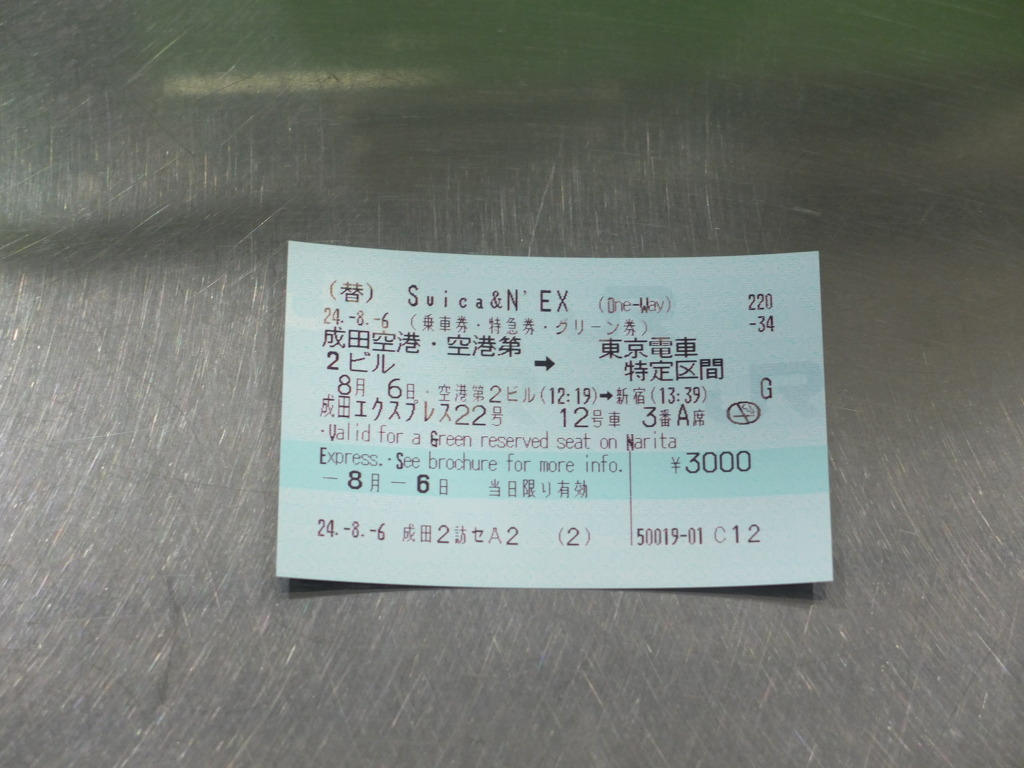 (替) Suica&N'EX (One-Way) 220
24.-8.-6 (乗車券・特急券・グリーン券) -34
成田空港・空港第2ビル ➡ 東京電車特定区間
8月 6日・空港第2ビル(12:19)➡新宿(13:39) G
成田エクスプレス22号 12号車 3番A席
・Valid for a Green reserved seat on Narita
Express.・See brochure for more info. ¥3000
-8月-6日 当日限り有効
24.-8.-6 成田2訪セA2 (2) 50019-01 C12